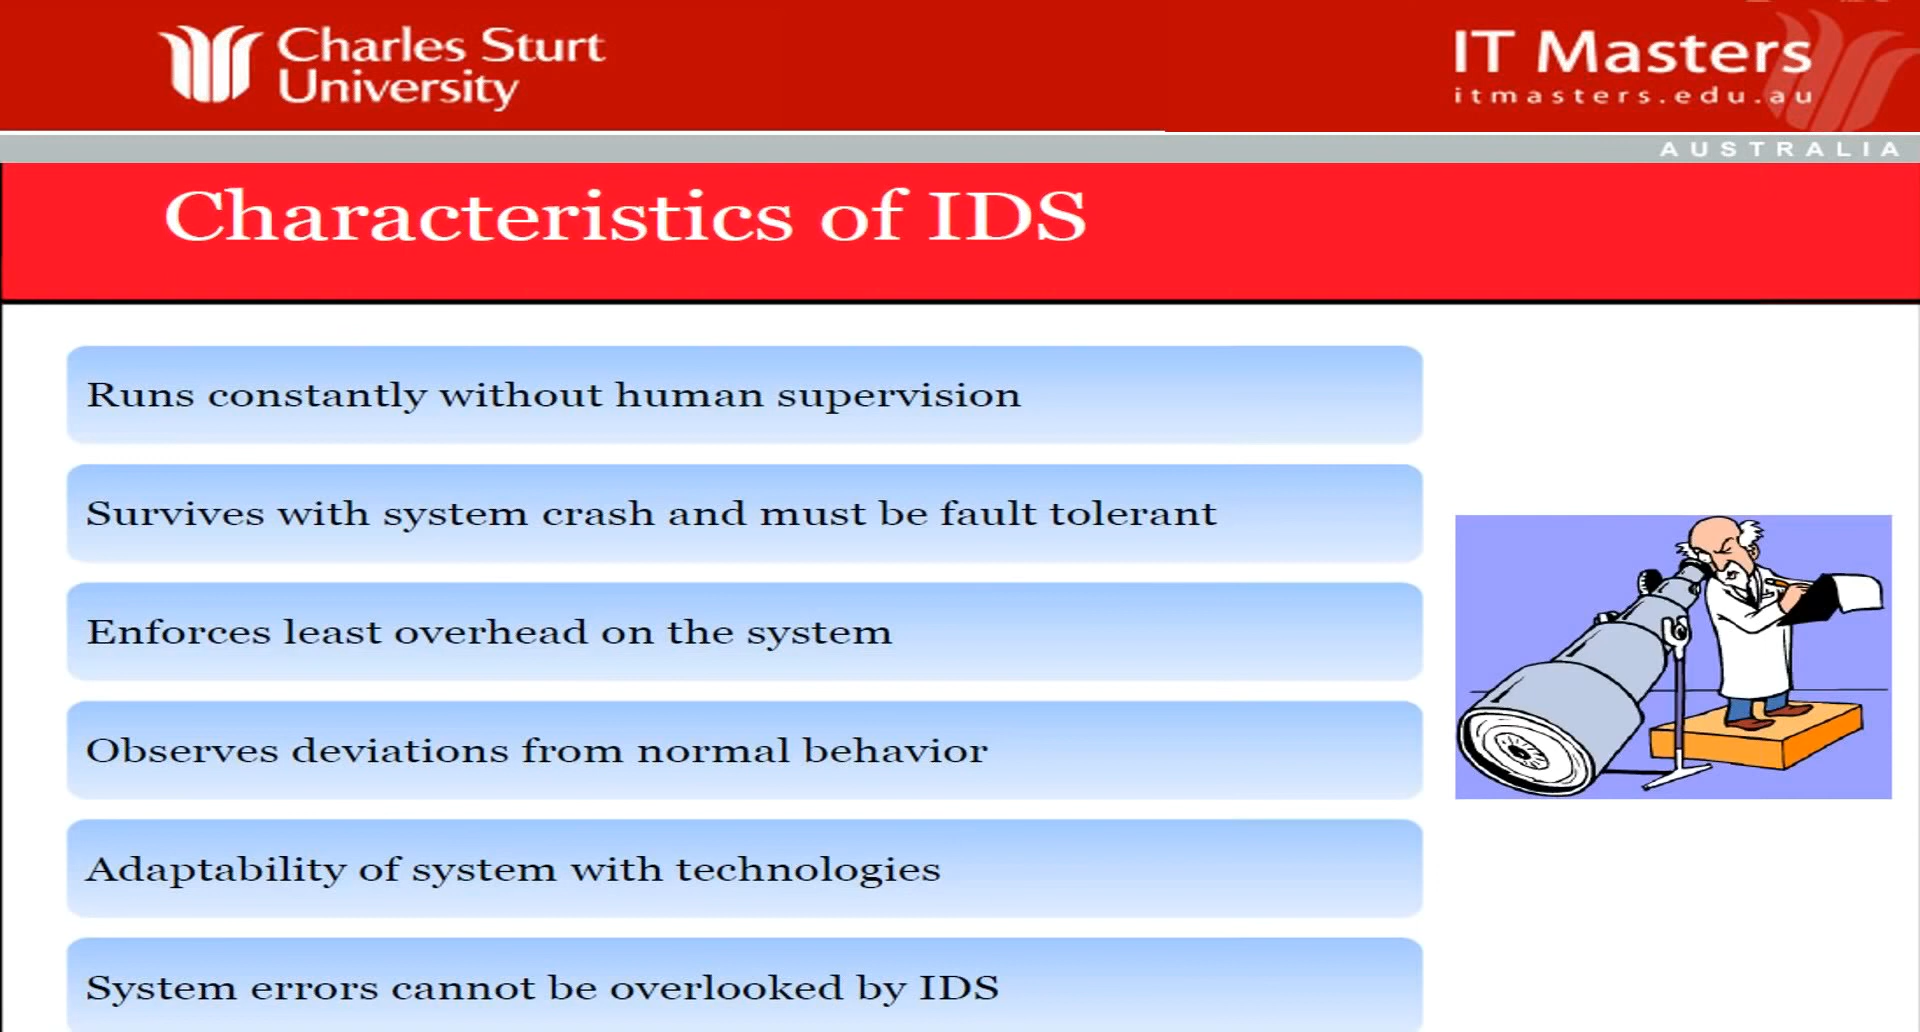 Charles Sturt
University
IT Masters
itmasters.edu.au
AUSTRALIA
Characteristics of IDS
Runs constantly without human supervision
Survives with system crash and must be fault tolerant
Enforces least overhead on the system
Observes deviations from normal behavior
Adaptability of system with technologies
System errors cannot be overlooked by IDS